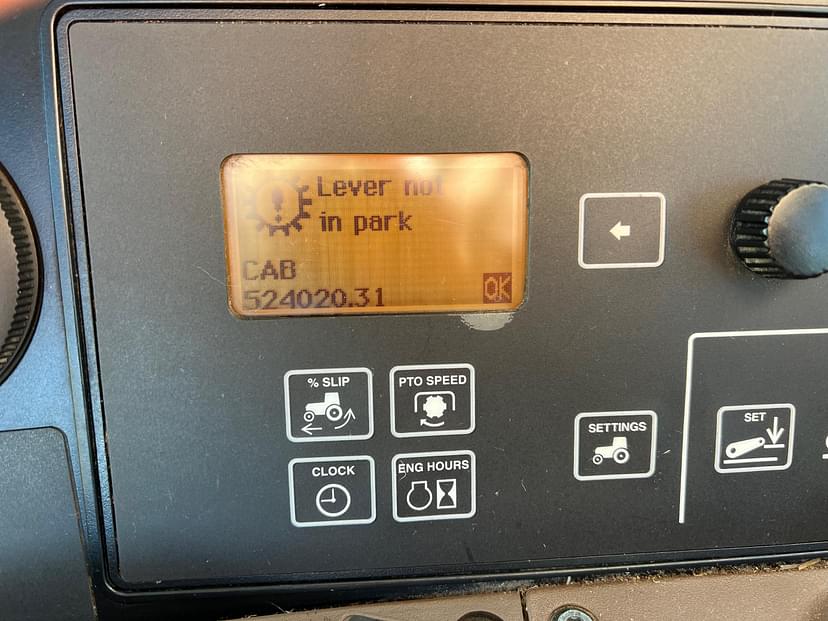 Lever not
in park
CAB
524020.31
OK
% SLIP
PTO SPEED
CLOCK
ENG HOURS
SETTINGS
SET